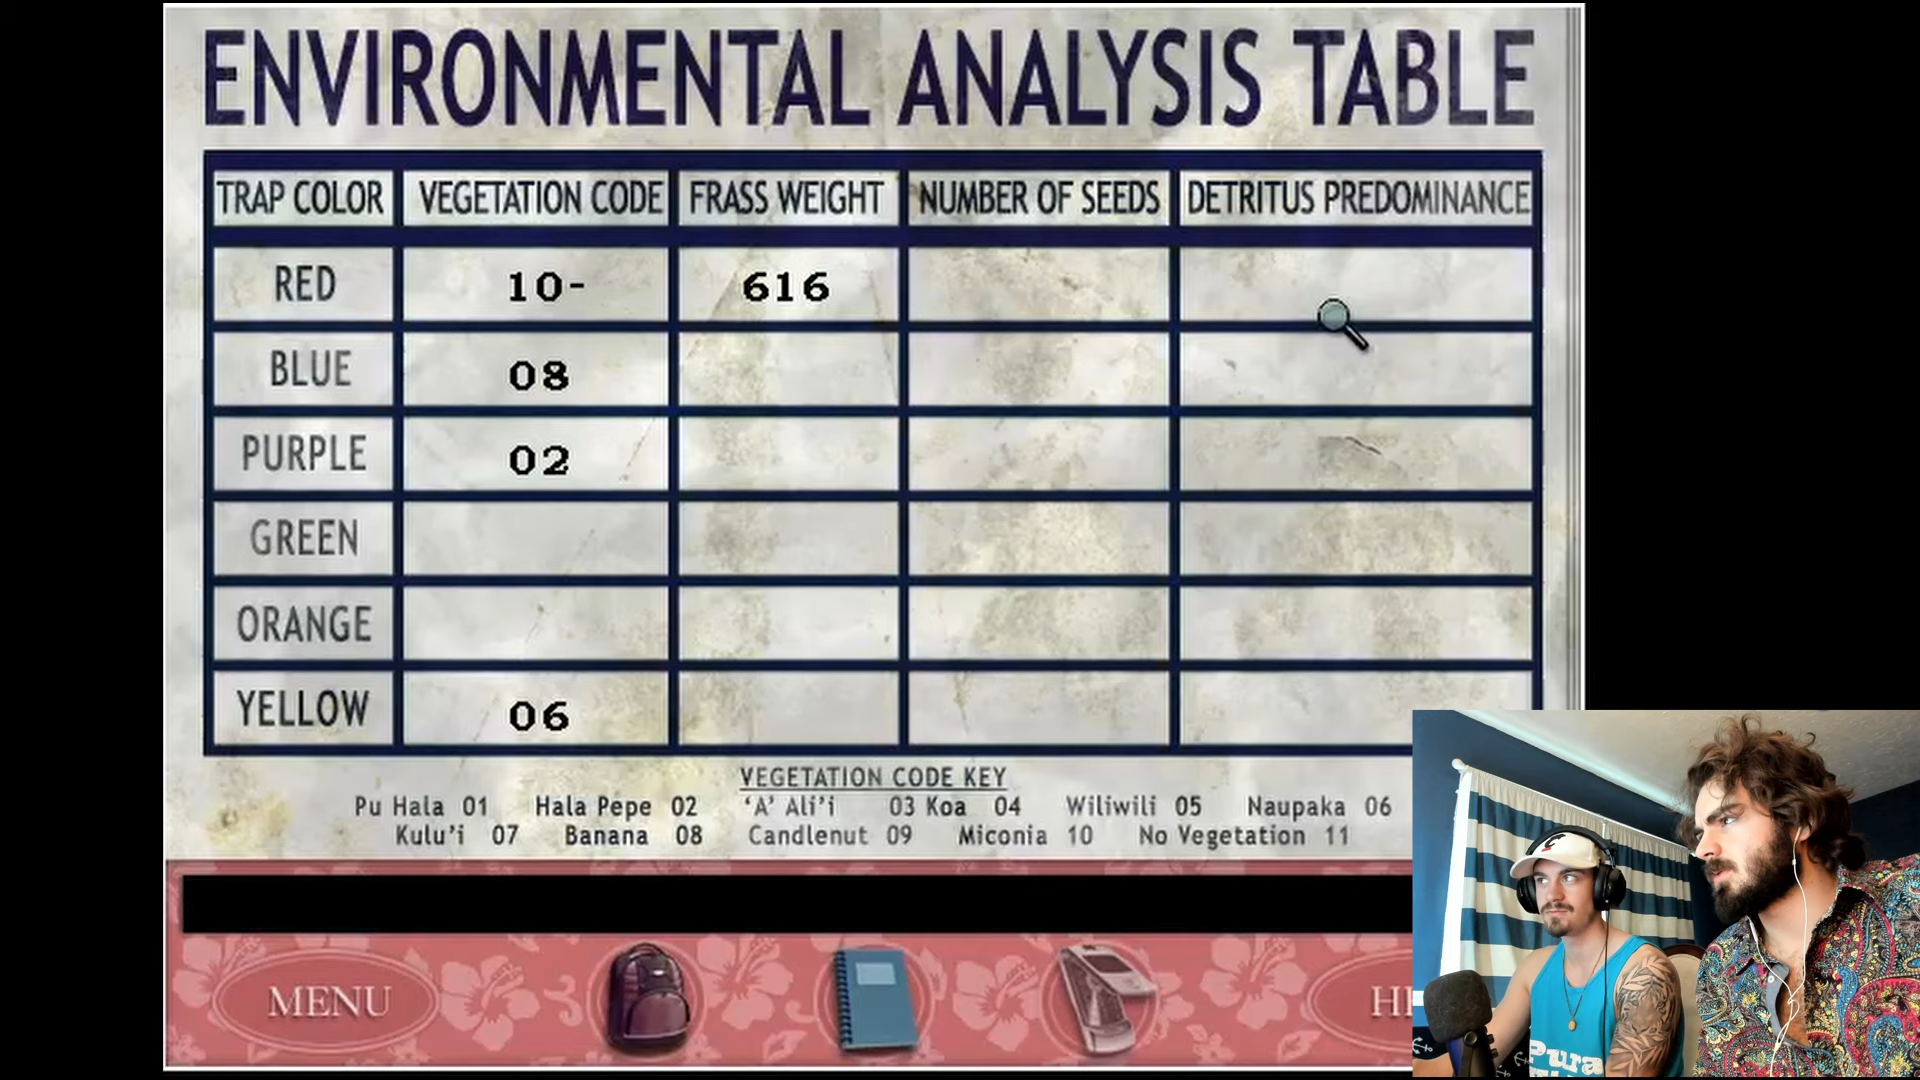 ENVIRONMENTAL ANALYSIS TABLE
TRAP COLOR VEGETATION CODE FRASS WEIGHT NUMBER OF SEEDS DETRITUS PREDOMINANCE
RED 10- 616
BLUE 08
PURPLE 02
GREEN
ORANGE
YELLOW 06
VEGETATION CODE KEY
Pu Hala 01 Hala Pepe 02 'A' Ali'i 03 Koa 04 Wiliwili 05 Naupaka 06
Kulu'i 07 Banana 08 Candlenut 09 Miconia 10 No Vegetation 11
MENU
Pura